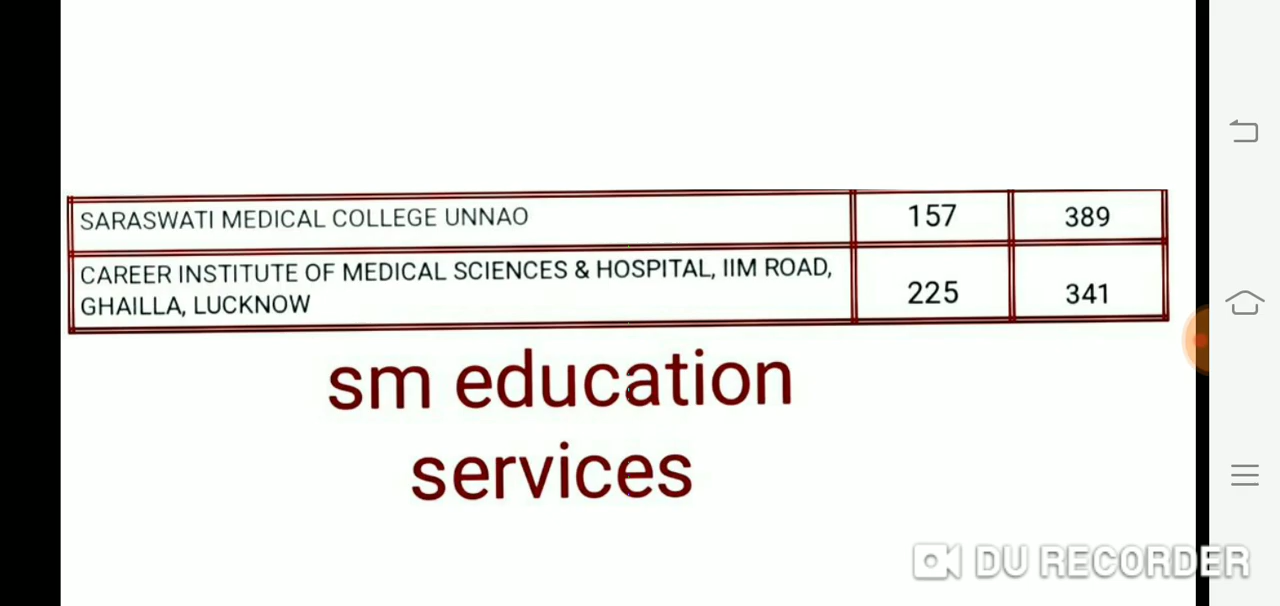 SARASWATI MEDICAL COLLEGE UNNAO 157 389
CAREER INSTITUTE OF MEDICAL SCIENCES & HOSPITAL, IIM ROAD,
GHAILLA, LUCKNOW 225 341
sm education
services
DU RECORDER